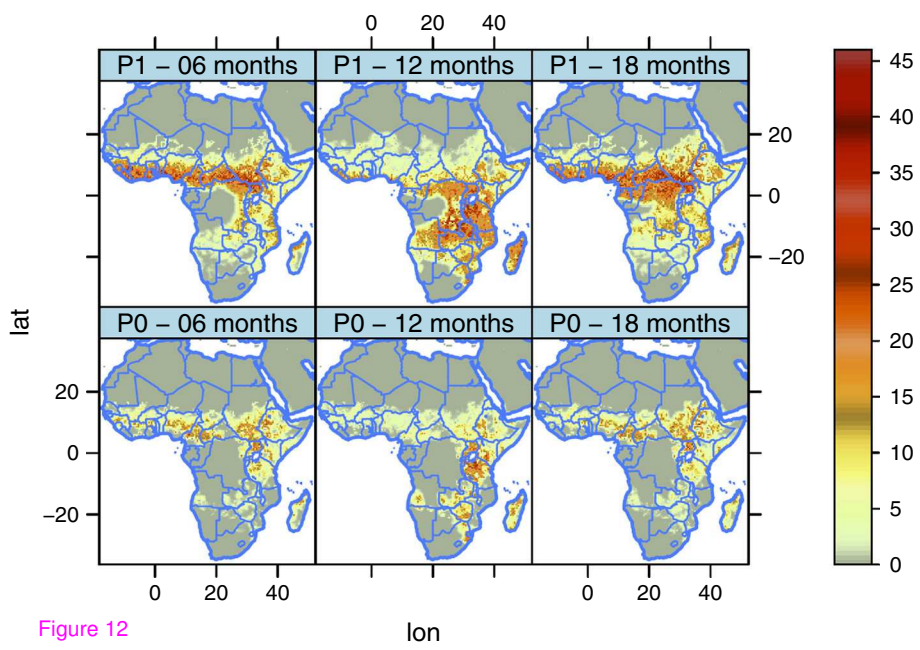 0 20 40
P1 – 06 months P1 – 12 months P1 – 18 months
20
0
−20
P0 – 06 months P0 – 12 months P0 – 18 months
20
0
−20
0 20 40 0 20 40
lat
lon
45
40
35
30
25
20
15
10
5
0
Figure 12